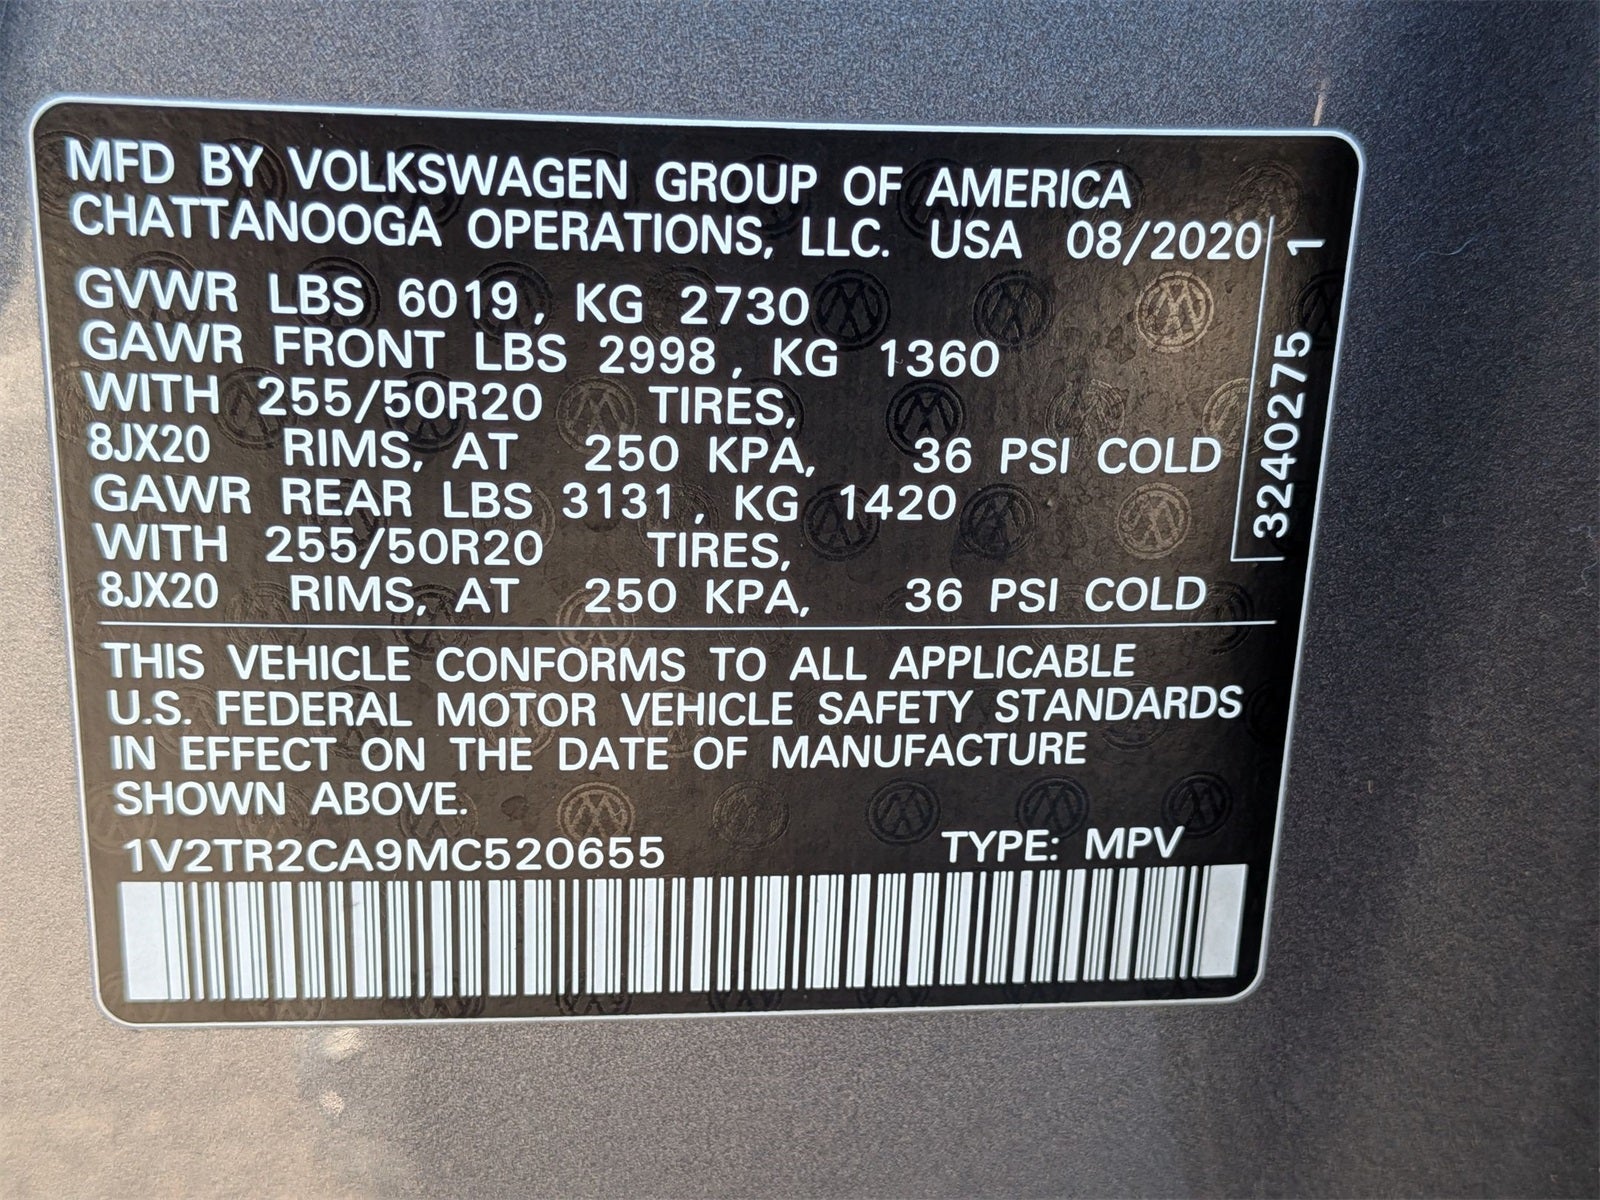 MFD BY VOLKSWAGEN GROUP OF AMERICA
CHATTANOOGA OPERATIONS, LLC. USA 08/2020
GVWR LBS 6019, KG 2730
GAWR FRONT LBS 2998, KG 1360
WITH 255/50R20 TIRES,
8JX20 RIMS, AT 250 KPA, 36 PSI COLD
GAWR REAR LBS 3131, KG 1420
WITH 255/50R20 TIRES,
8JX20 RIMS, AT 250 KPA, 36 PSI COLD
THIS VEHICLE CONFORMS TO ALL APPLICABLE
U.S. FEDERAL MOTOR VEHICLE SAFETY STANDARDS
IN EFFECT ON THE DATE OF MANUFACTURE
SHOWN ABOVE.
1V2TR2CA9MC520655 TYPE: MPV
3240275 1